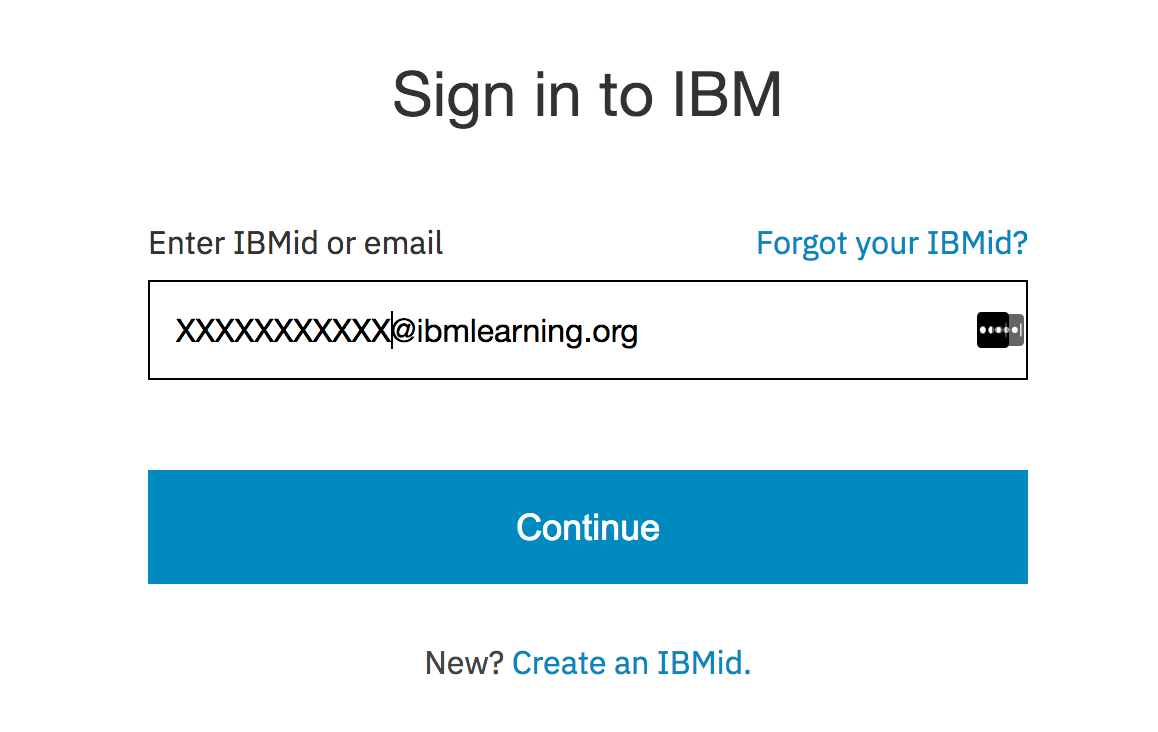 Sign in to IBM
Enter IBMid or email Forgot your IBMid?
XXXXXXXXXXX@ibmlearning.org
Continue
New? Create an IBMid.